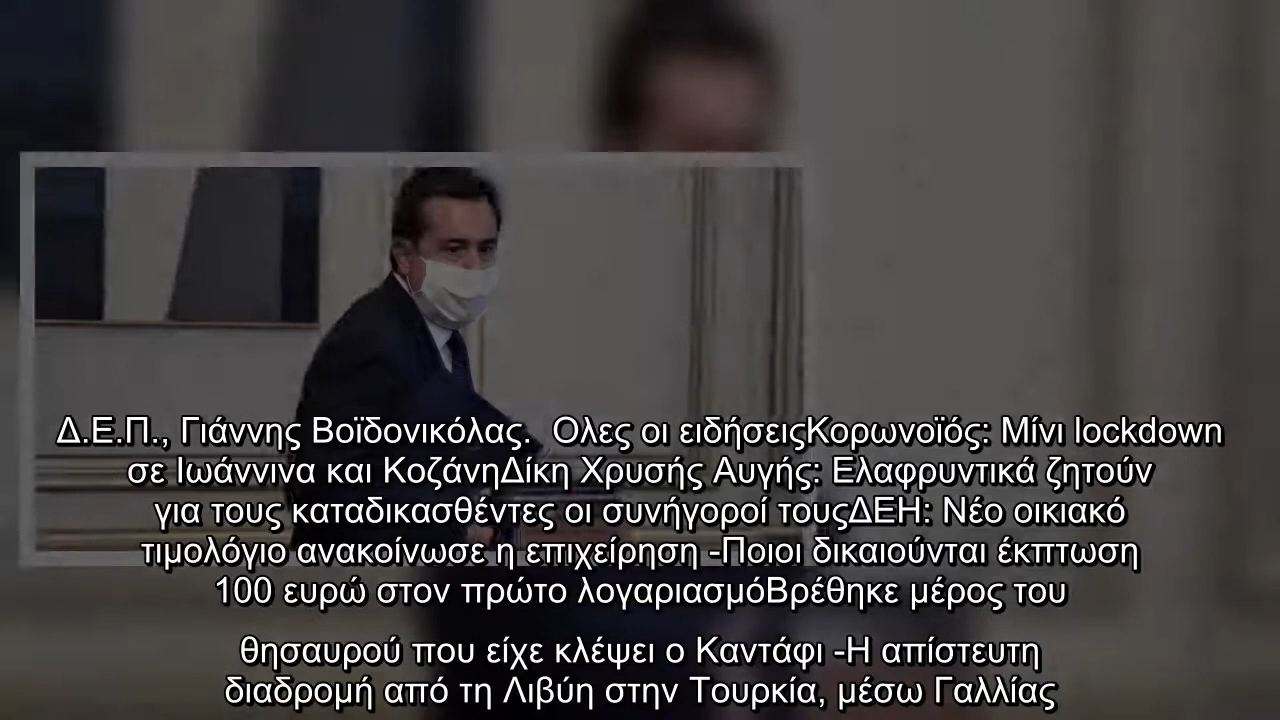 Δ.Ε.Π., Γιάννης Βοϊδονικόλας.  Ολες οι ειδήσειςΚορωνοϊός: Μίνι lockdown
σε Ιωάννινα και ΚοζάνηΔίκη Χρυσής Αυγής: Ελαφρυντικά ζητούν
για τους καταδικασθέντες οι συνήγοροί τουςΔΕΗ: Νέο οικιακό
τιμολόγιο ανακοίνωσε η επιχείρηση -Ποιοι δικαιούνται έκπτωση
100 ευρώ στον πρώτο λογαριασμόΒρέθηκε μέρος του
θησαυρού που είχε κλέψει ο Καντάφι -Η απίστευτη
διαδρομή από τη Λιβύη στην Τουρκία, μέσω Γαλλίας